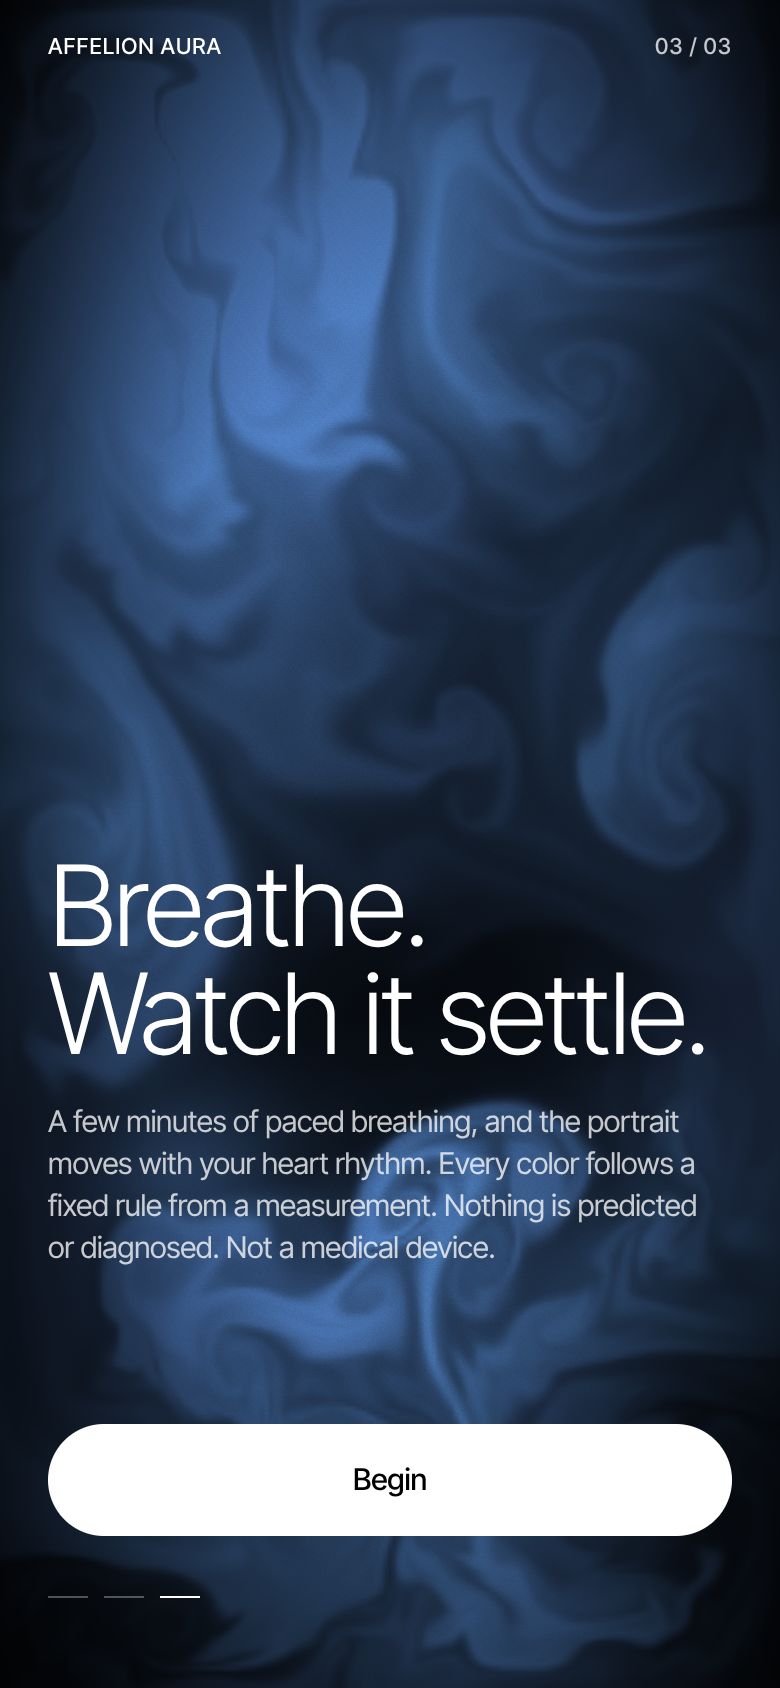 AFFELION AURA
03 / 03
Breathe.
Watch it settle.
A few minutes of paced breathing, and the portrait
moves with your heart rhythm. Every color follows a
fixed rule from a measurement. Nothing is predicted
or diagnosed. Not a medical device.
Begin